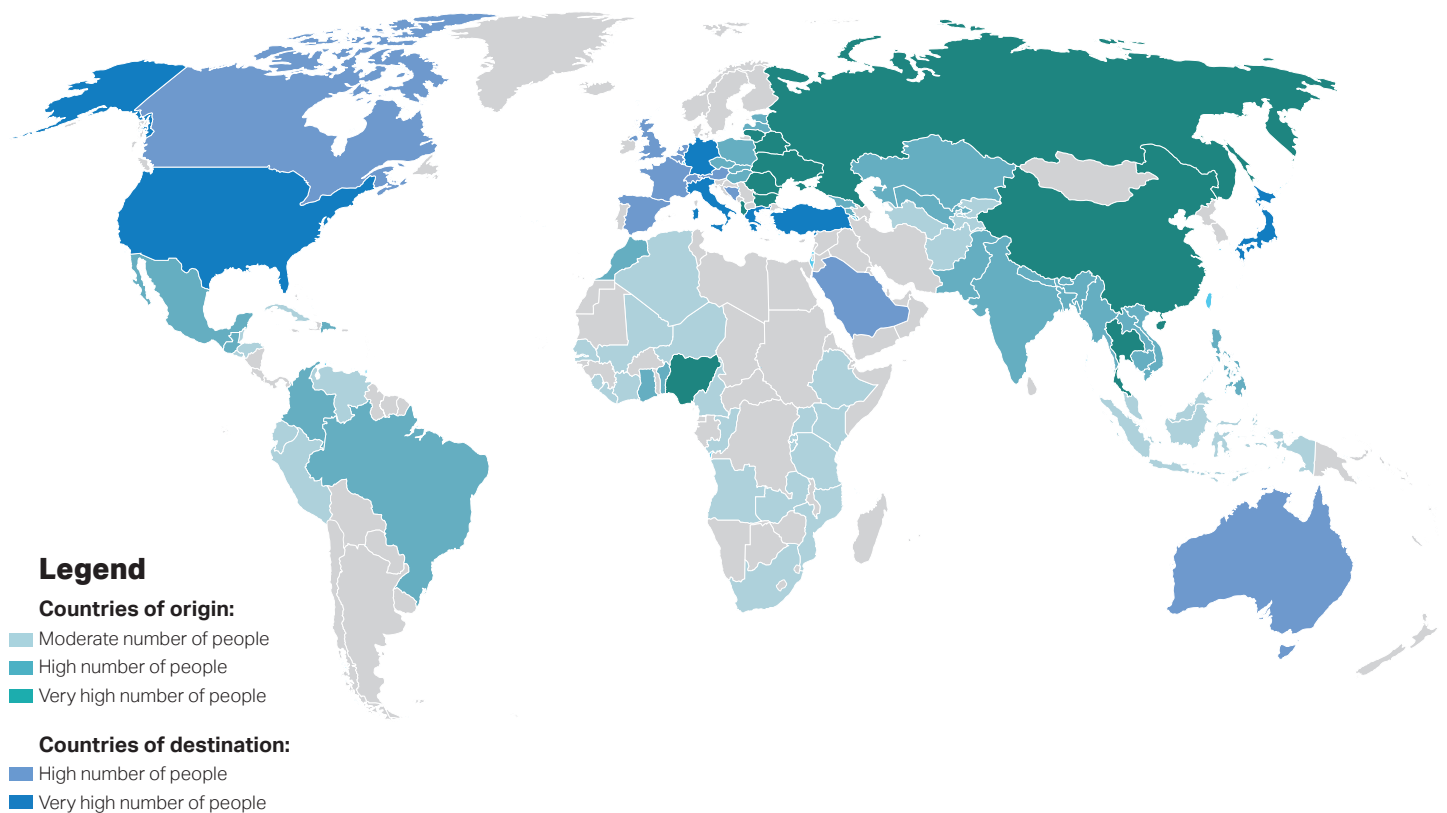 Legend
Countries of origin:
Moderate number of people
High number of people
Very high number of people
Countries of destination:
High number of people
Very high number of people